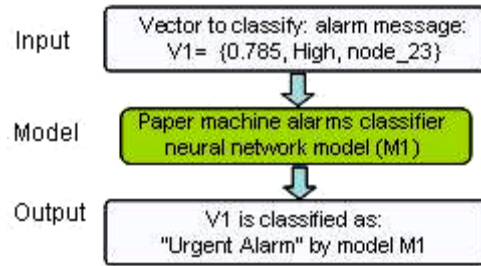 Input
Vector to classify: alarm message:
V1= {0.785, High, node_23}
Model
Paper machine alarms classifier
neural network model (M1)
Output
V1 is classified as:
"Urgent Alarm" by model M1